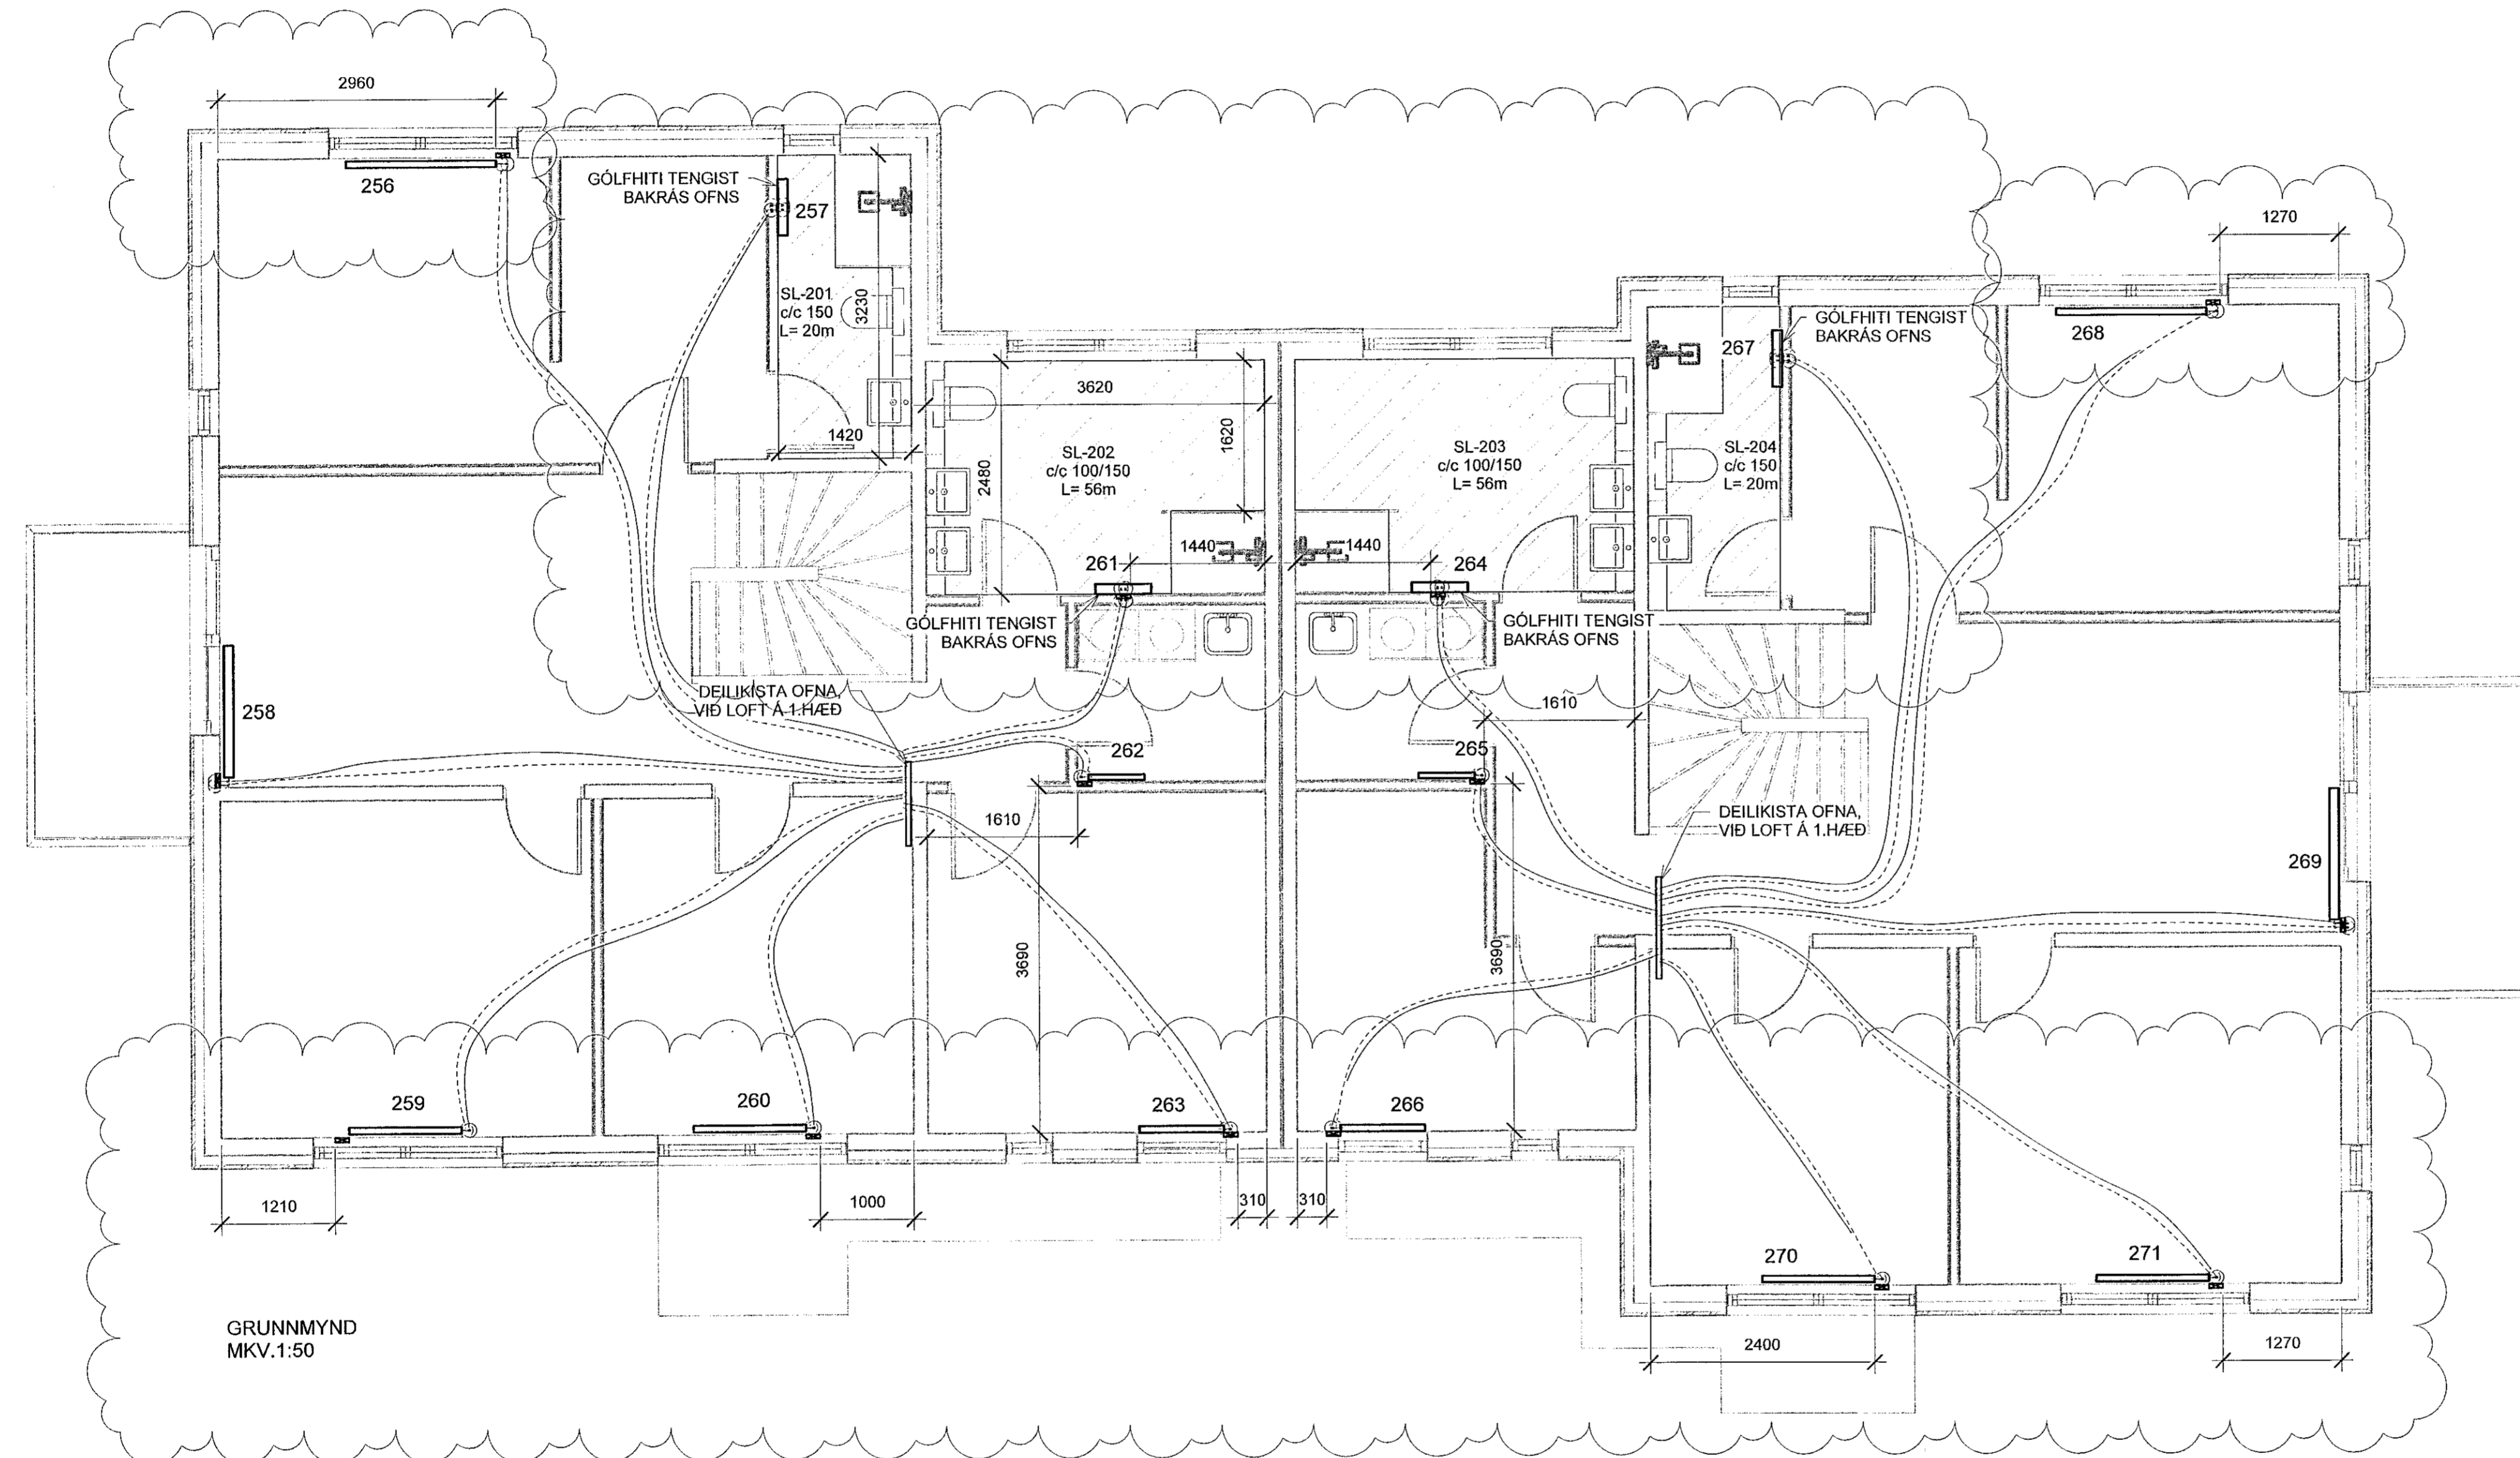 2960
256
GÓLFHITI TENGIST
BAKRÁS OFNS
257
1270
SL-201
c/c 150
L= 20m
3230
GÓLFHITI TENGIST
BAKRÁS OFNS
267
268
3620
1420
1620
SL-202
c/c 100/150
L= 56m
2480
SL-203
c/c 100/150
L= 56m
SL-204
c/c 150
L= 20m
1440
1440
261
264
GÓLFHITI TENGIST
BAKRÁS OFNS
GÓLFHITI TENGIST
BAKRÁS OFNS
DEILIKISTA OFNA,
VIÐ LOFT Á 1.HÆÐ
258
1610
262
265
1610
DEILIKISTA OFNA,
VIÐ LOFT Á 1.HÆÐ
269
3690
3690
259
260
263
266
1210
1000
310
310
270
271
GRUNNMYND
MKV.1:50
2400
1270